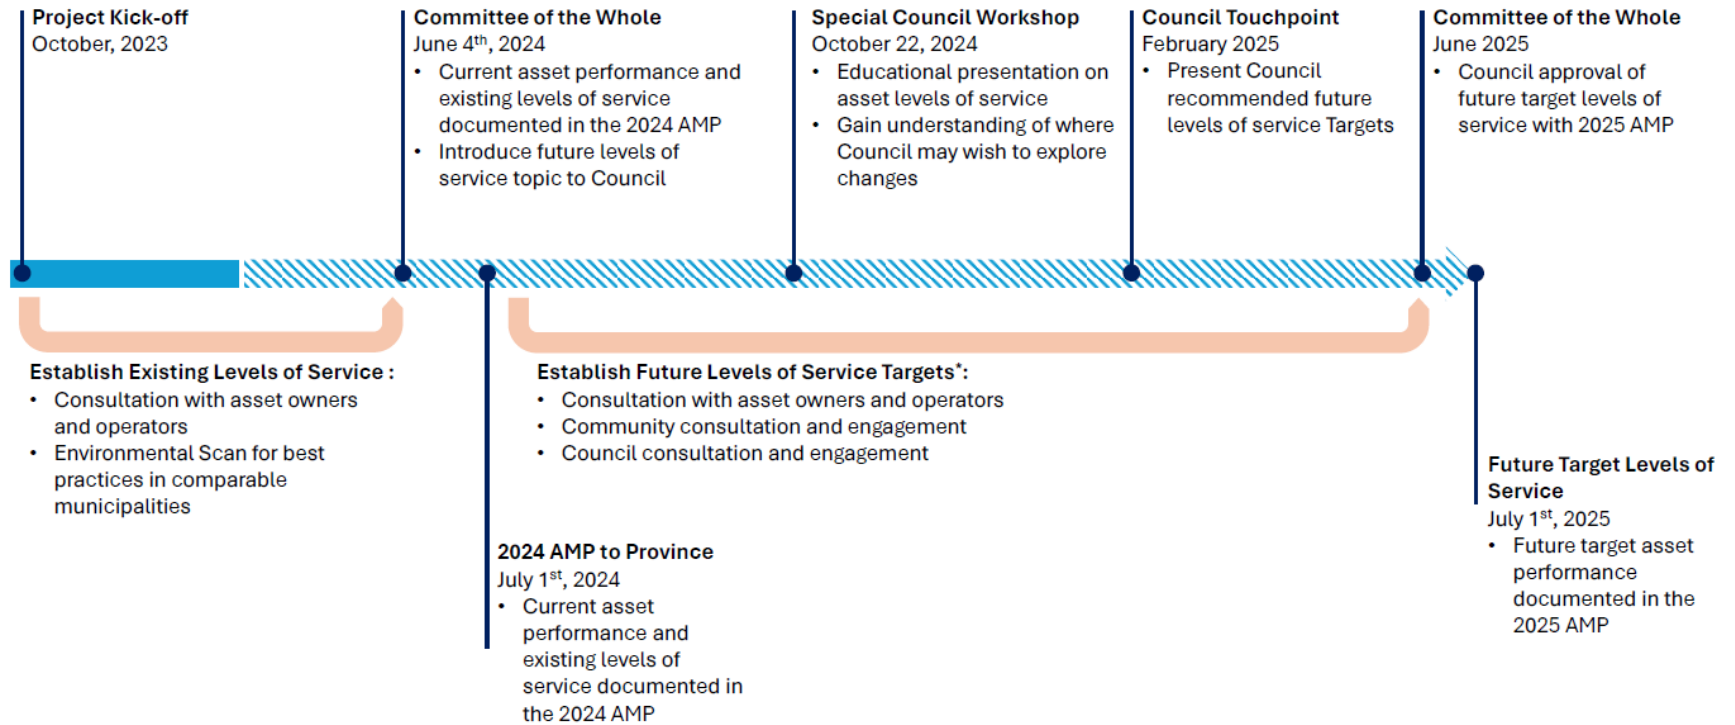 Project Kick-off
October, 2023
Committee of the Whole
June 4th, 2024
• Current asset performance and
existing levels of service
documented in the 2024 AMP
• Introduce future levels of
service topic to Council
Special Council Workshop
October 22, 2024
• Educational presentation on
asset levels of service
• Gain understanding of where
Council may wish to explore
changes
Council Touchpoint
February 2025
• Present Council
recommended future
levels of service Targets
Committee of the Whole
June 2025
• Council approval of
future target levels of
service with 2025 AMP
Establish Existing Levels of Service :
• Consultation with asset owners
and operators
• Environmental Scan for best
practices in comparable
municipalities
Establish Future Levels of Service Targets*:
• Consultation with asset owners and operators
• Community consultation and engagement
• Council consultation and engagement
2024 AMP to Province
July 1st, 2024
• Current asset
performance and
existing levels of
service documented in
the 2024 AMP
Future Target Levels of
Service
July 1st, 2025
• Future target asset
performance
documented in the
2025 AMP